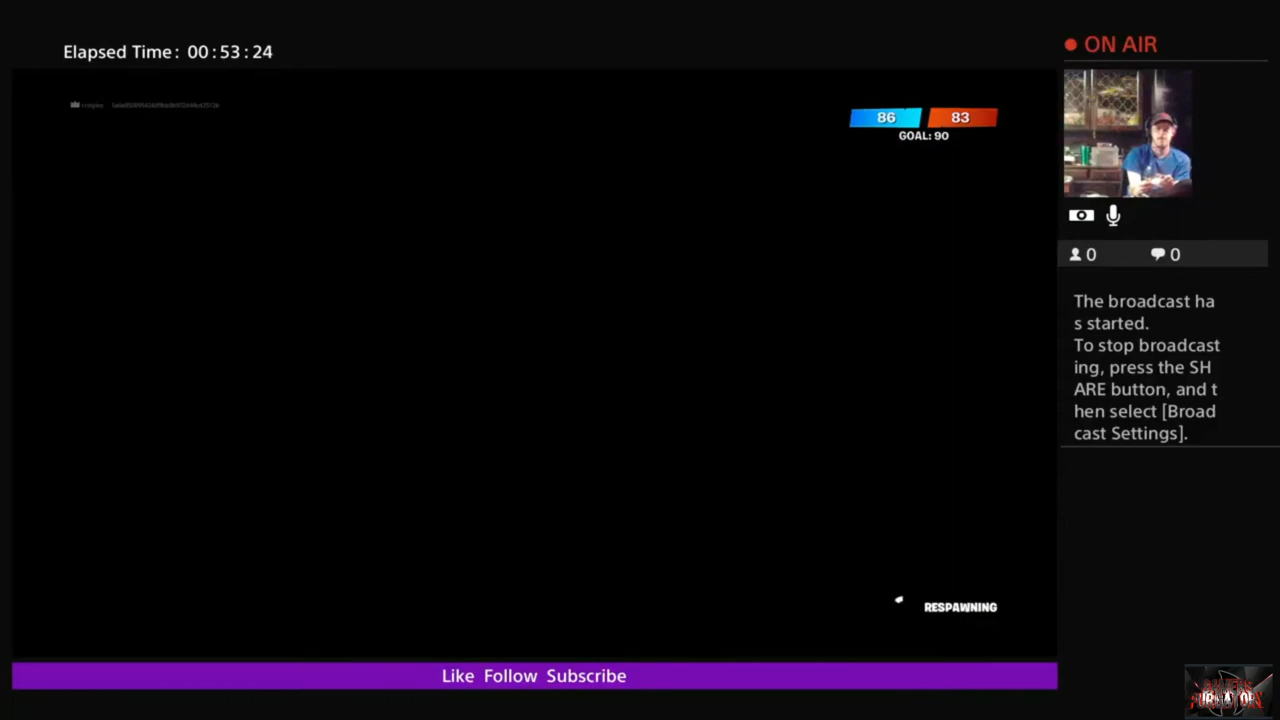 Elapsed Time: 00:53:24
ON AIR
86 83
GOAL: 90
0 0
The broadcast ha
s started.
To stop broadcast
ing, press the SH
ARE button, and t
hen select [Broad
cast Settings].
RESPAWNING
Like Follow Subscribe